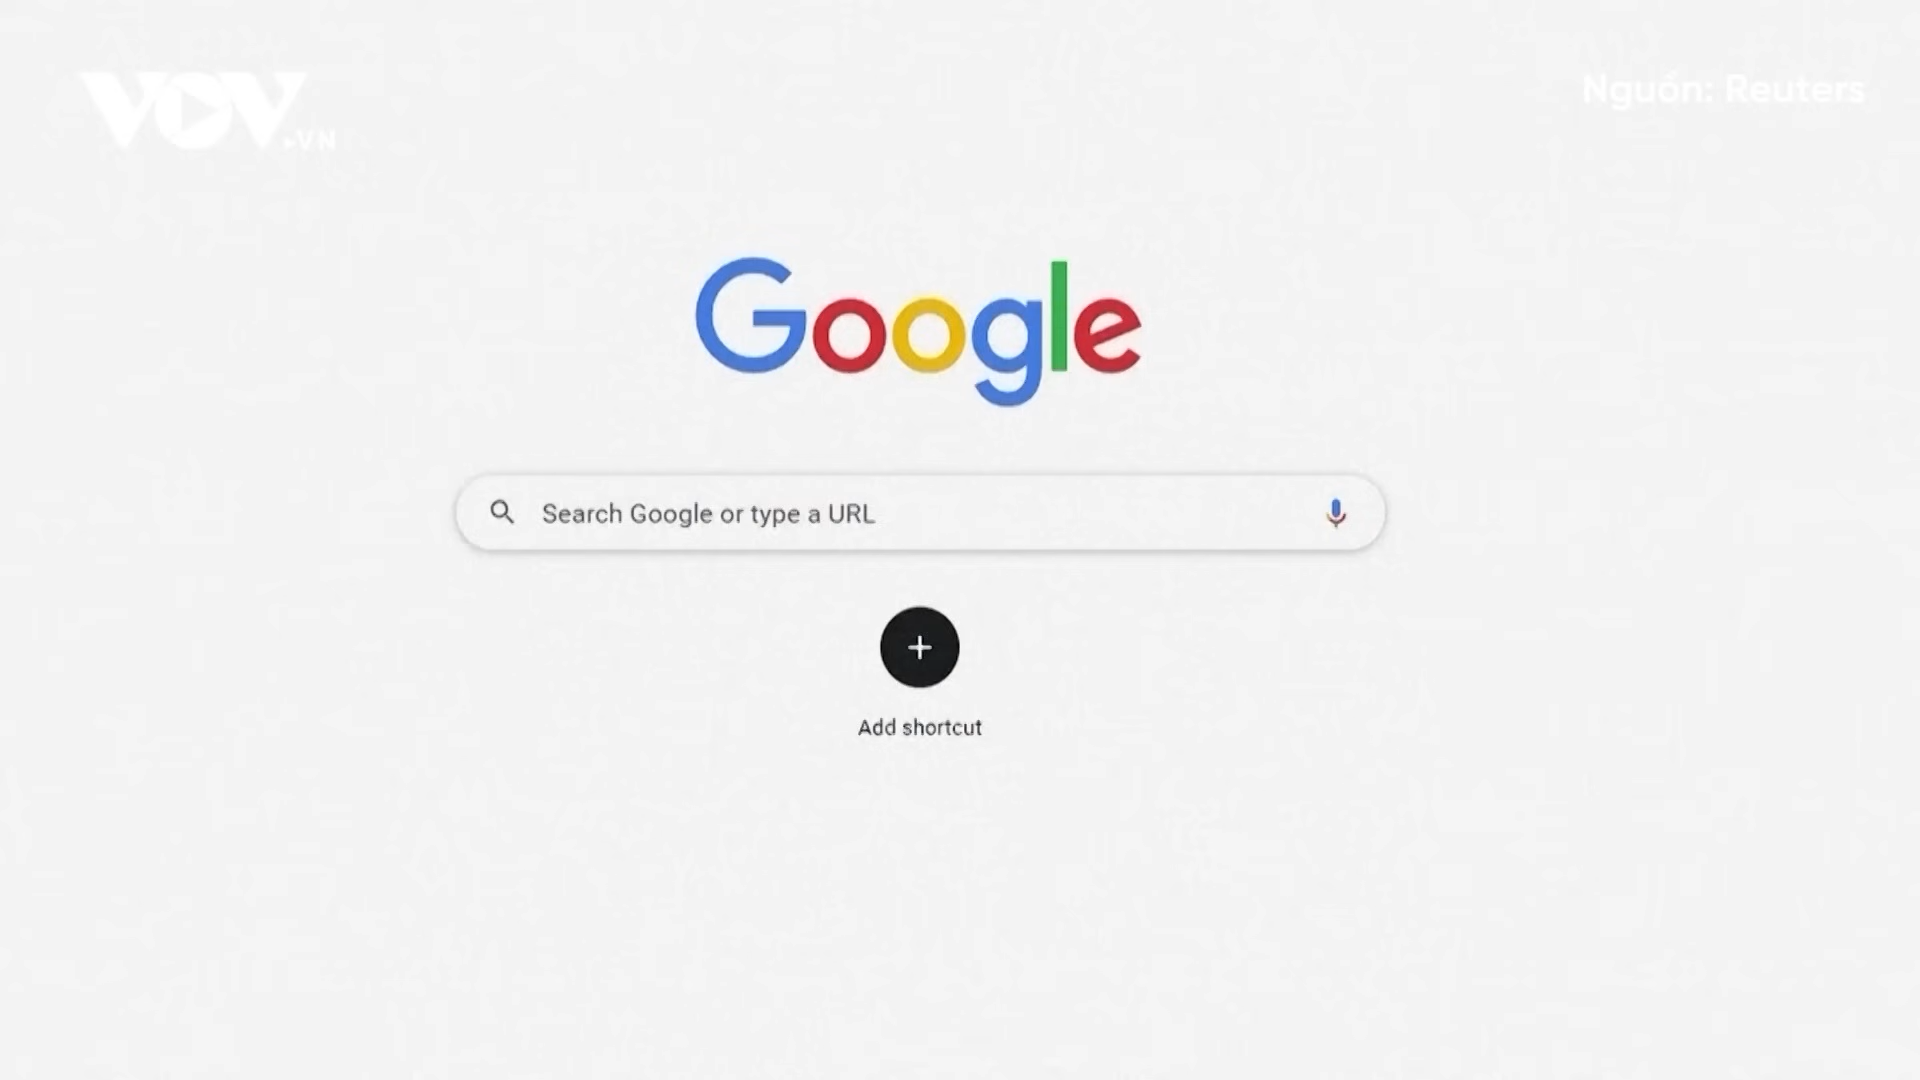 VOV.VN
Nguồn: Reuters
Google
Search Google or type a URL
Add shortcut